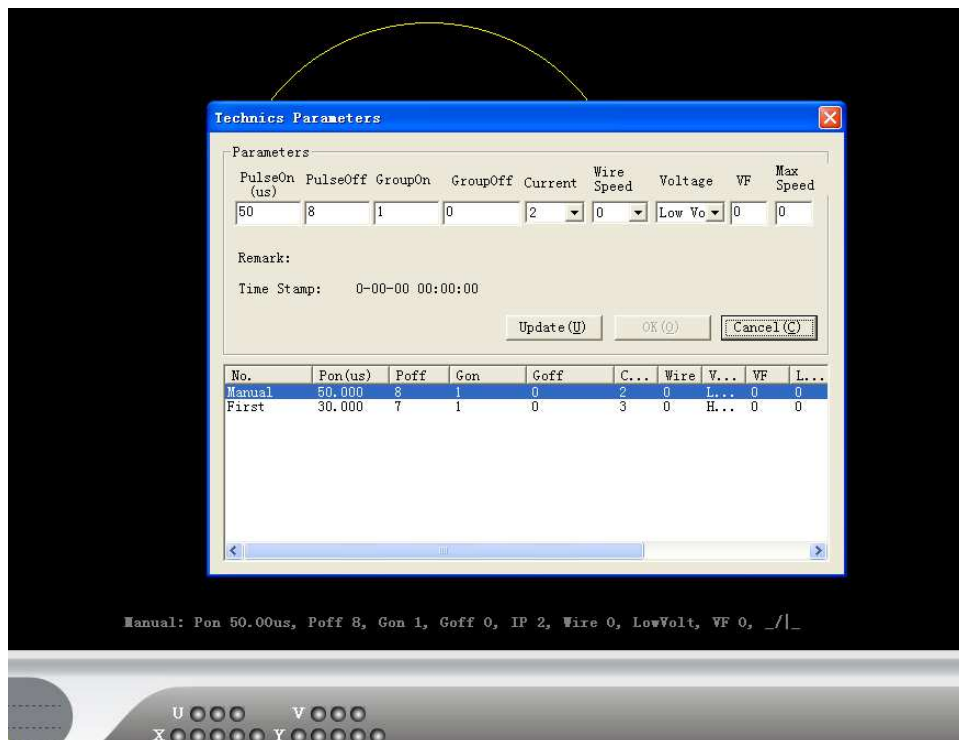 Technics Parameters
Parameters
PulseOn (us) PulseOff GroupOn GroupOff Current Wire Speed Voltage VF Max Speed
50 8 1 0 2 0 Low Vo 0 0
Remark:
Time Stamp: 0-00-00 00:00:00
Update(U) OK(O) Cancel(C)
No. Pon(us) Poff Gon Goff C... Wire V... VF L...
Manual 50.000 8 1 0 2 0 L... 0 0
First 30.000 7 1 0 3 0 H... 0 0
Manual: Pon 50.00us, Poff 8, Gon 1, Goff 0, IP 2, Wire 0, LowVolt, VF 0, _/|_
U V
X Y